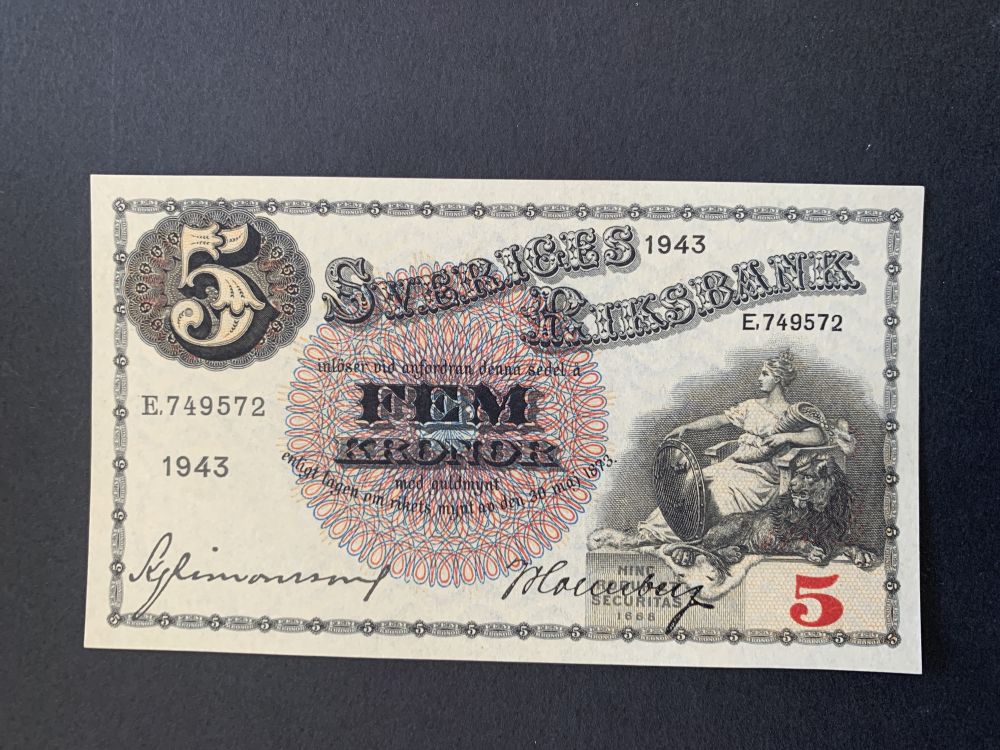 5
SVERIGES 1943
RIKSBANK
E,749572
inlöser vid anfordran denna sedel å
FEM
KRONOR
E,749572
1943
med guldmynt
enligt lagen om rikets mynt av den 30 maj 1873.
HINC
SECURITAS
1668
5